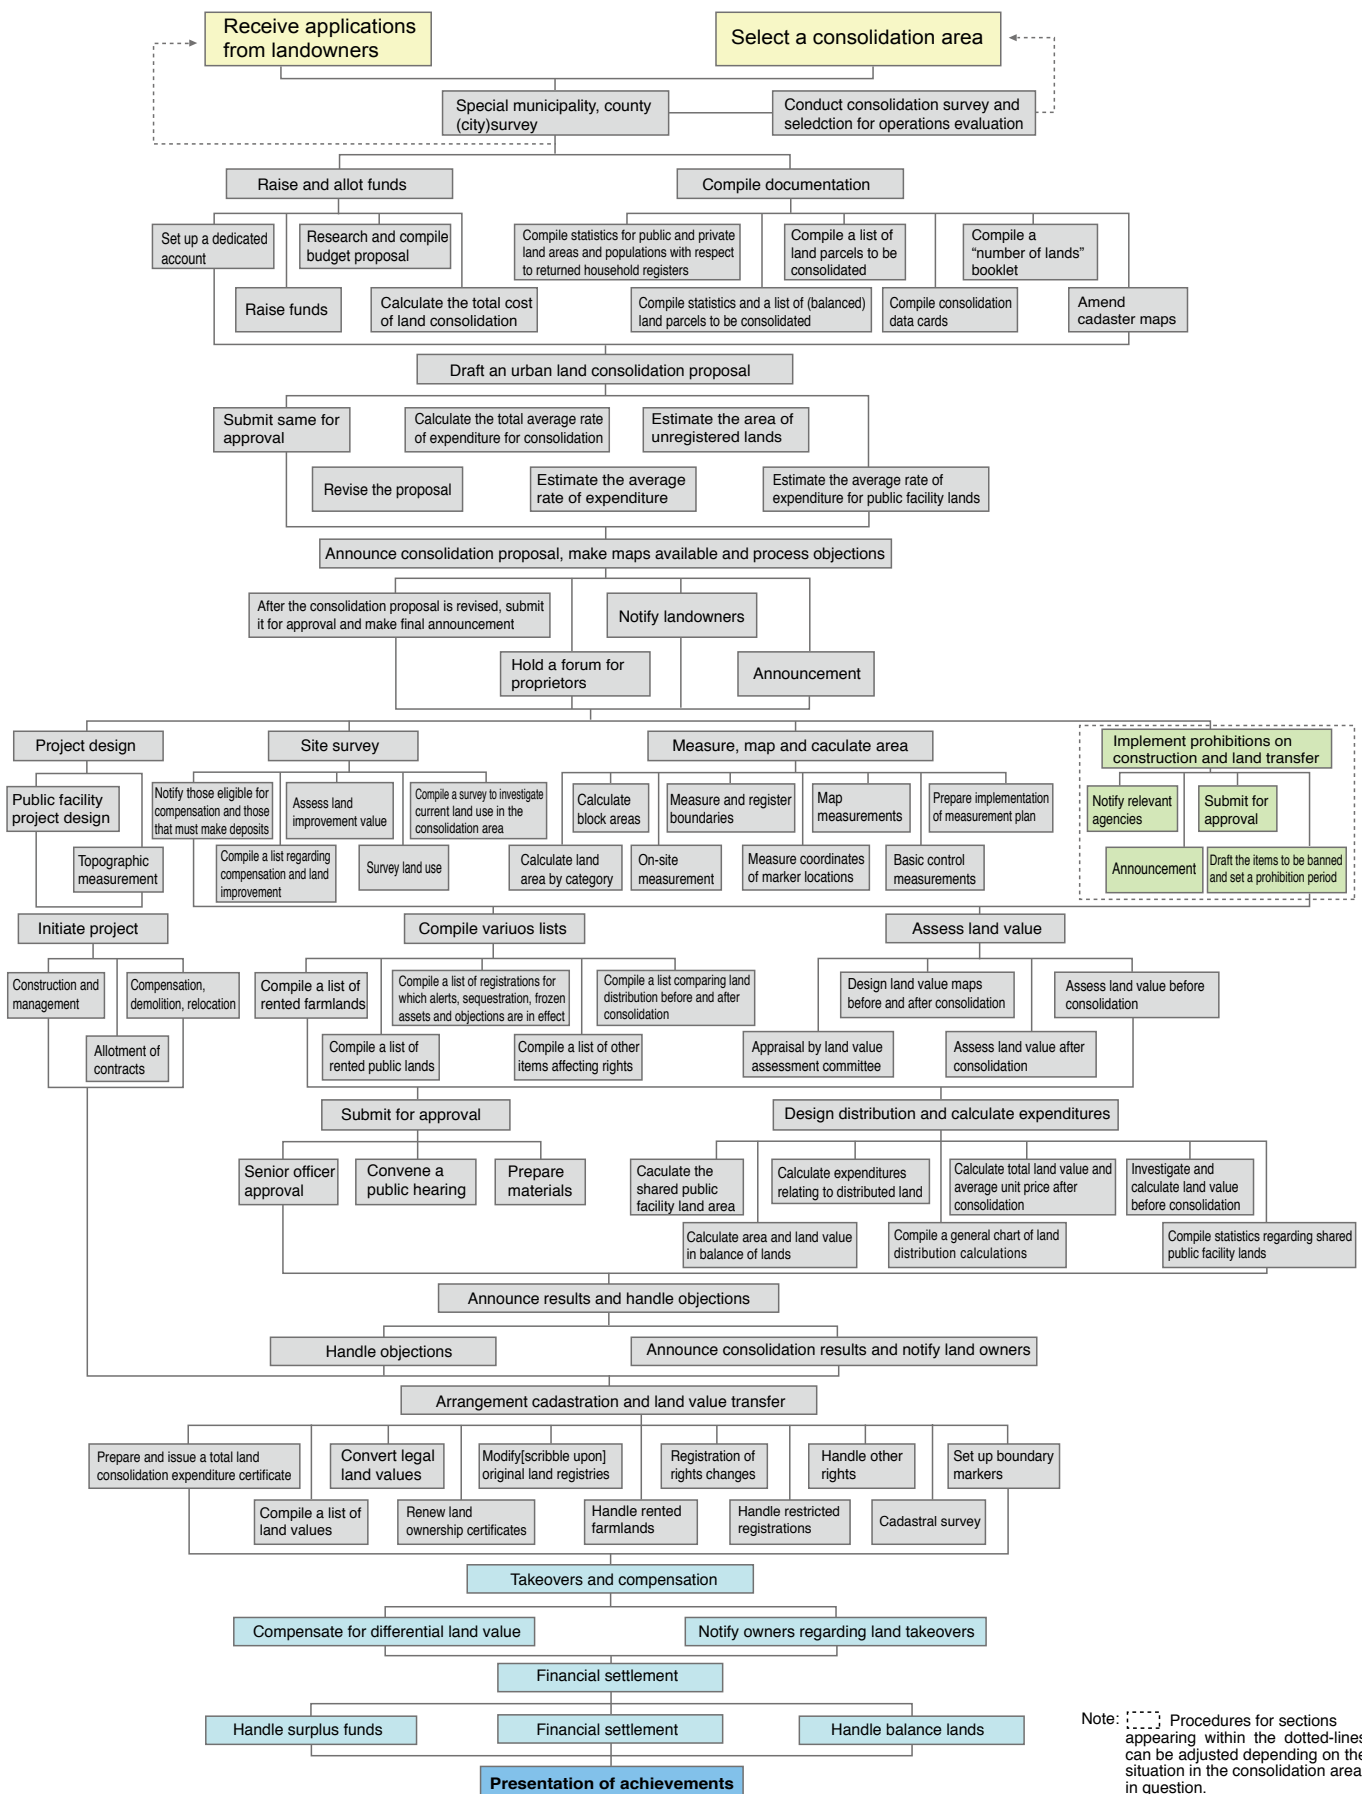 Receive applications
from landowners
Select a consolidation area
Special municipality, county
(city)survey
Conduct consolidation survey and
seledction for operations evaluation
Raise and allot funds
Compile documentation
Set up a dedicated
account
Research and compile
budget proposal
Compile statistics for public and private
land areas and populations with respect
to returned household registers
Compile a list of
land parcels to be
consolidated
Compile a
“number of lands”
booklet
Raise funds
Calculate the total cost
of land consolidation
Compile statistics and a list of (balanced)
land parcels to be consolidated
Compile consolidation
data cards
Amend
cadaster maps
Draft an urban land consolidation proposal
Submit same for
approval
Calculate the total average rate
of expenditure for consolidation
Estimate the area of
unregistered lands
Revise the proposal
Estimate the average
rate of expenditure
Estimate the average rate of
expenditure for public facility lands
Announce consolidation proposal, make maps available and process objections
After the consolidation proposal is revised, submit
it for approval and make final announcement
Notify landowners
Hold a forum for
proprietors
Announcement
Project design
Site survey
Measure, map and caculate area
Implement prohibitions on
construction and land transfer
Public facility
project design
Notify those eligible for
compensation and those
that must make deposits
Assess land
improvement value
Compile a survey to investigate
current land use in the
consolidation area
Calculate
block areas
Measure and register
boundaries
Map
measurements
Prepare implementation
of measurement plan
Notify relevant
agencies
Submit for
approval
Topographic
measurement
Compile a list regarding
compensation and land
improvement
Survey land use
Calculate land
area by category
On-site
measurement
Measure coordinates
of marker locations
Basic control
measurements
Announcement
Draft the items to be banned
and set a prohibition period
Initiate project
Compile variuos lists
Assess land value
Construction and
management
Compensation,
demolition, relocation
Compile a list of
rented farmlands
Compile a list of registrations for
which alerts, sequestration, frozen
assets and objections are in effect
Compile a list comparing land
distribution before and after
consolidation
Design land value maps
before and after consolidation
Assess land value before
consolidation
Allotment of
contracts
Compile a list of
rented public lands
Compile a list of other
items affecting rights
Appraisal by land value
assessment committee
Assess land value after
consolidation
Submit for approval
Design distribution and calculate expenditures
Senior officer
approval
Convene a
public hearing
Prepare
materials
Caculate the
shared public
facility land area
Calculate expenditures
relating to distributed land
Calculate total land value and
average unit price after
consolidation
Investigate and
calculate land value
before consolidation
Calculate area and land value
in balance of lands
Compile a general chart of land
distribution calculations
Compile statistics regarding shared
public facility lands
Announce results and handle objections
Handle objections
Announce consolidation results and notify land owners
Arrangement cadastration and land value transfer
Prepare and issue a total land
consolidation expenditure certificate
Convert legal
land values
Modify[scribble upon]
original land registries
Registration of
rights changes
Handle other
rights
Set up boundary
markers
Compile a list of
land values
Renew land
ownership certificates
Handle rented
farmlands
Handle restricted
registrations
Cadastral survey
Takeovers and compensation
Compensate for differential land value
Notify owners regarding land takeovers
Financial settlement
Handle surplus funds
Financial settlement
Handle balance lands
Presentation of achievements
Note: Procedures for sections
appearing within the dotted-lines
can be adjusted depending on the
situation in the consolidation area
in question.